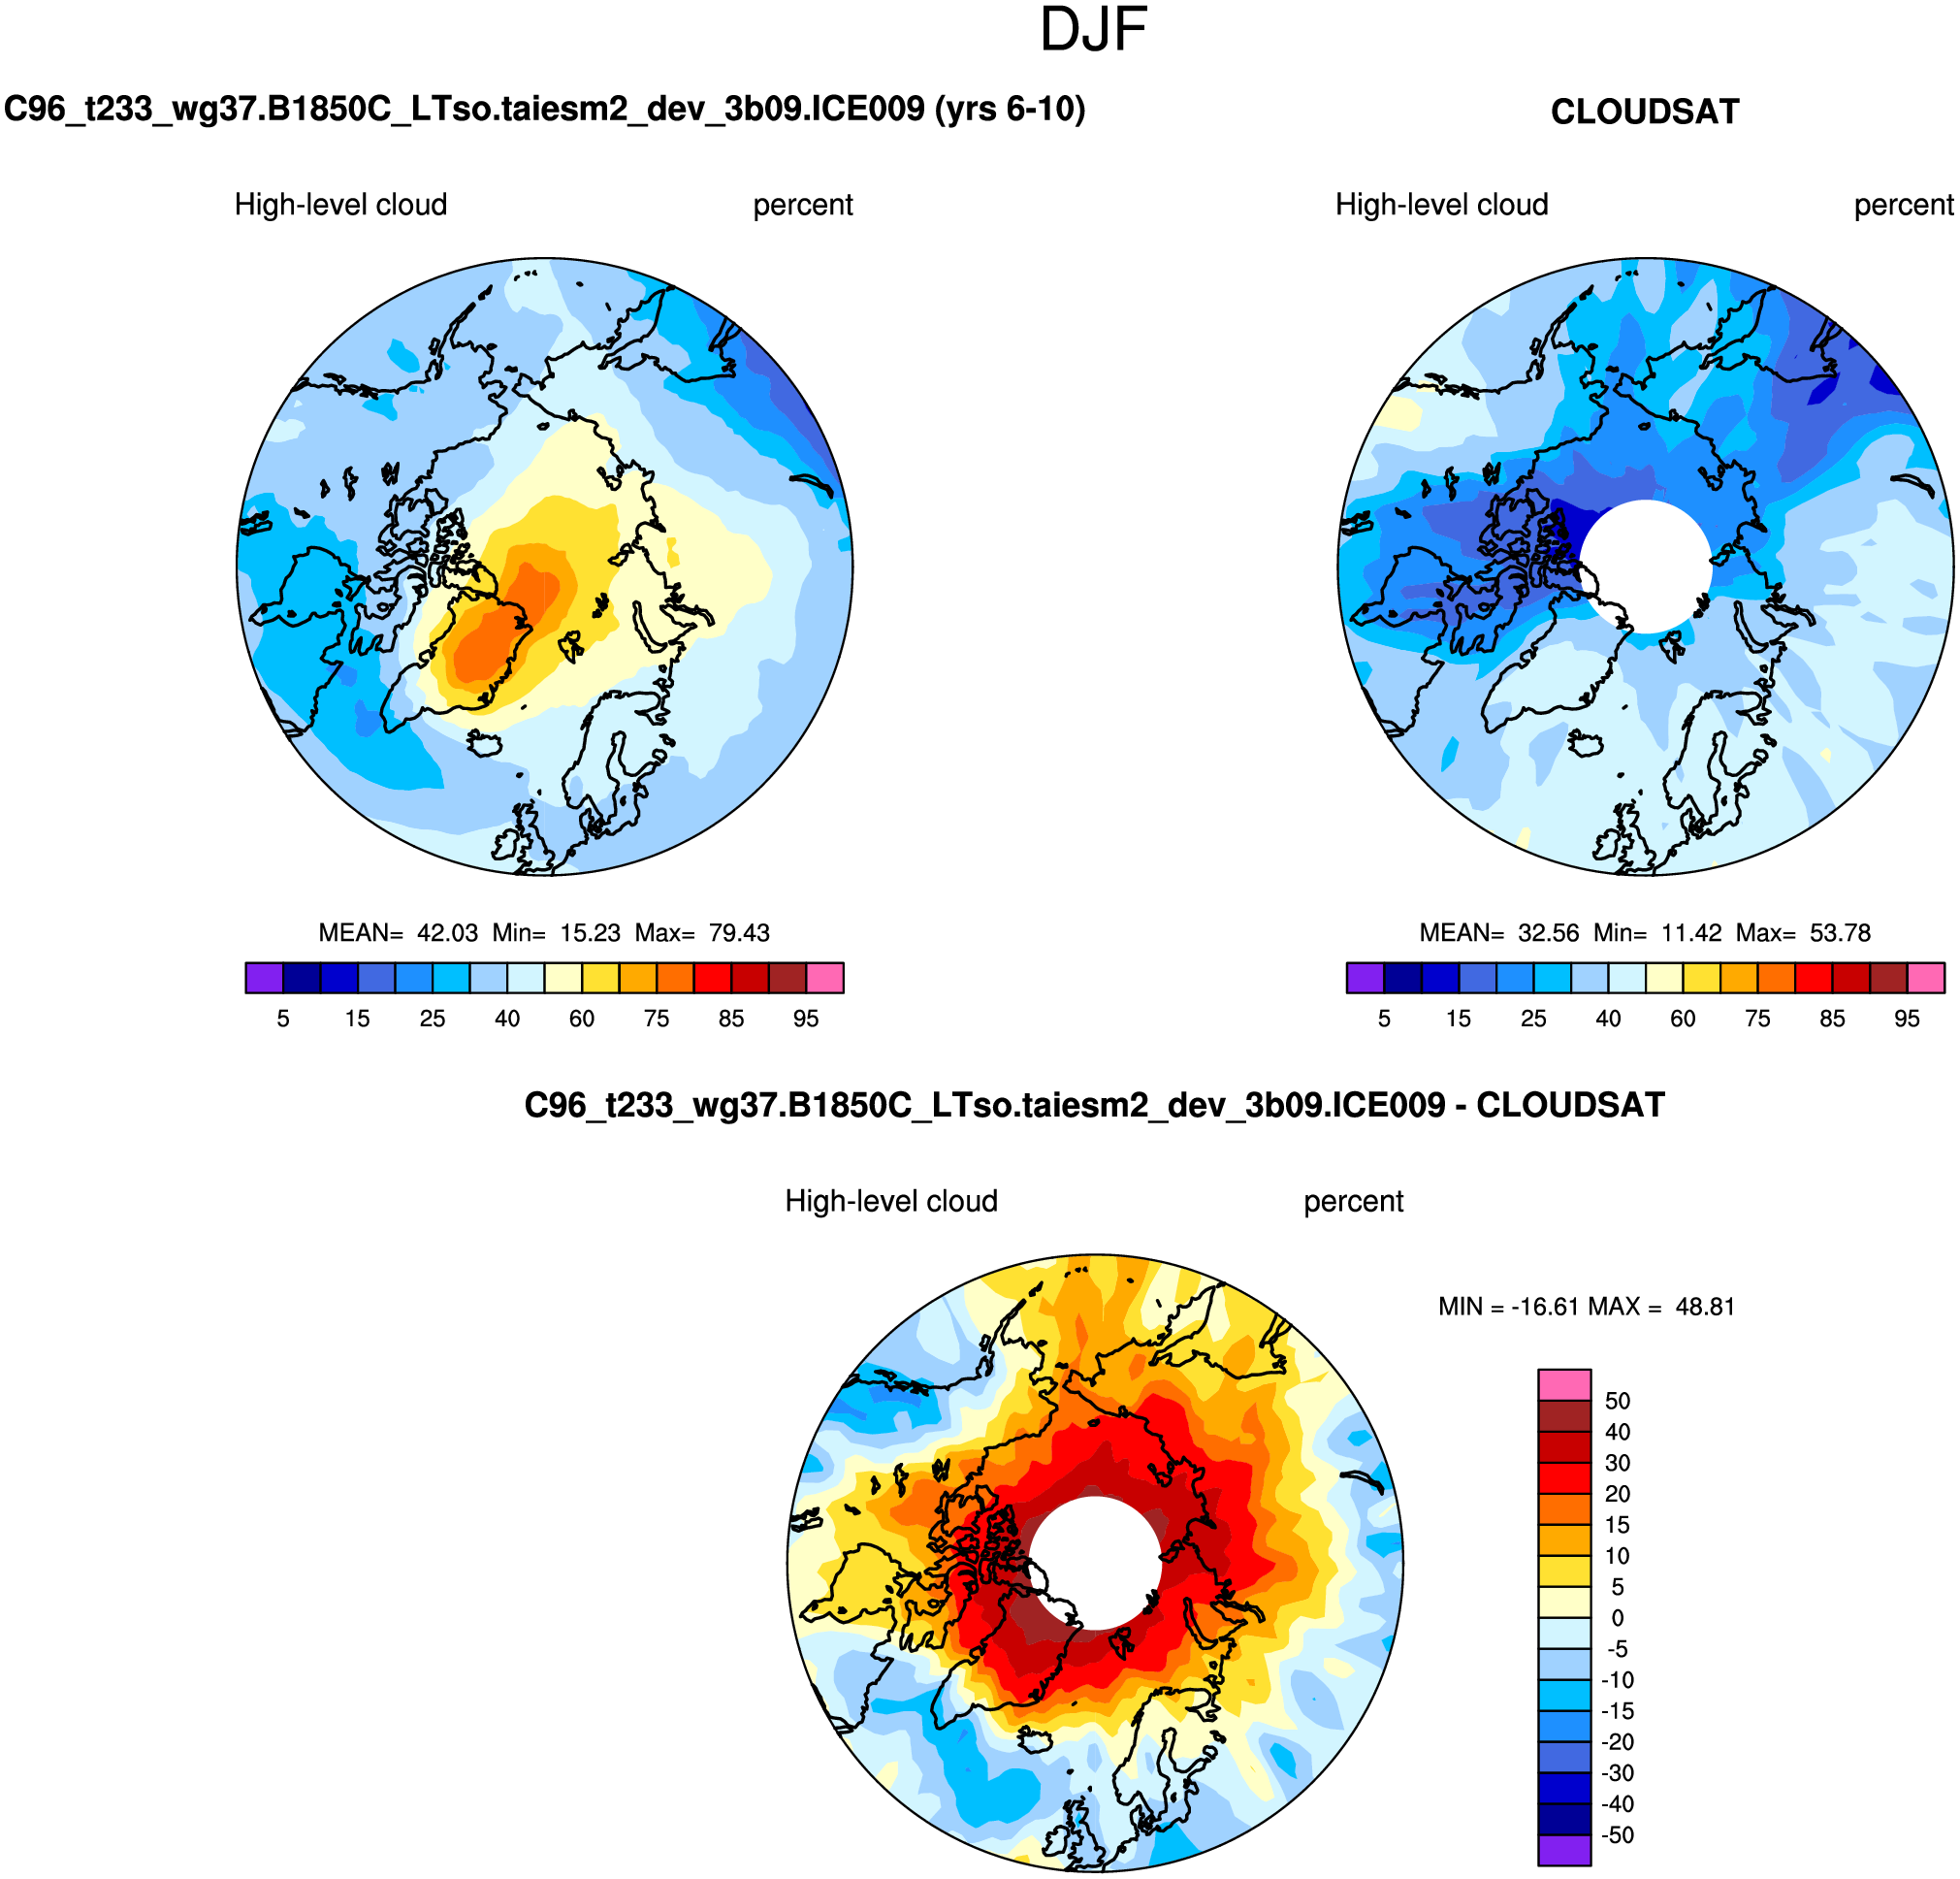 DJF
C96_t233_wg37.B1850C_LTso.taiesm2_dev_3b09.ICE009 (yrs 6-10)
CLOUDSAT
High-level cloud percent
High-level cloud percent
MEAN= 42.03 Min= 15.23 Max= 79.43
MEAN= 32.56 Min= 11.42 Max= 53.78
5 15 25 40 60 75 85 95
5 15 25 40 60 75 85 95
C96_t233_wg37.B1850C_LTso.taiesm2_dev_3b09.ICE009 - CLOUDSAT
High-level cloud percent
MIN = -16.61 MAX = 48.81
50
40
30
20
15
10
5
0
-5
-10
-15
-20
-30
-40
-50